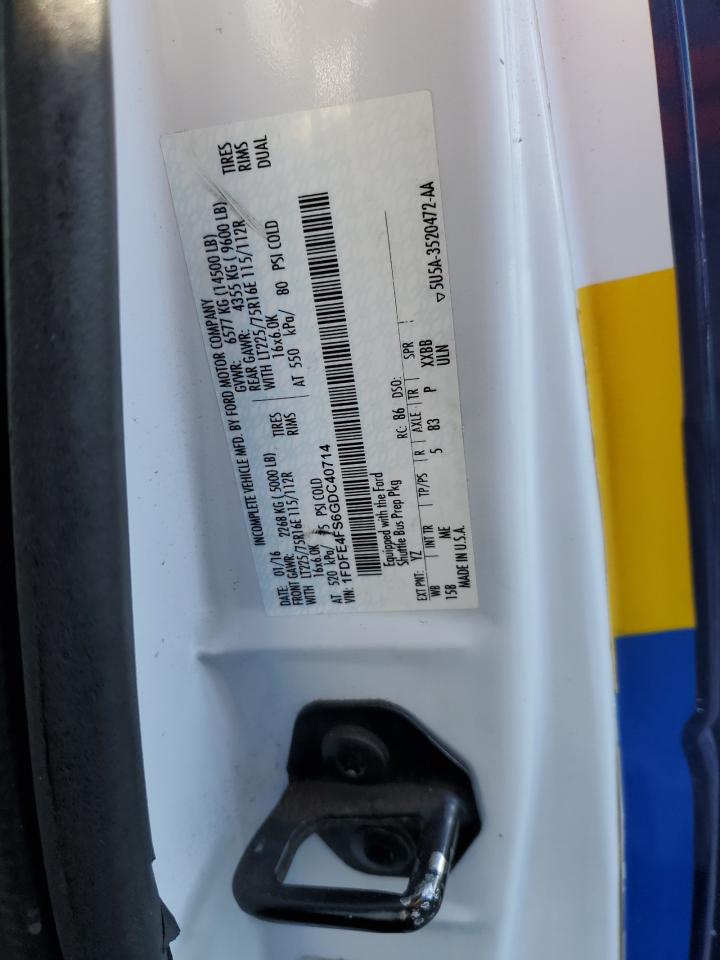 INCOMPLETE VEHICLE MFD. BY FORD MOTOR COMPANY
DATE: 01/16 GVWR: 6577 KG (14500 LB)
FRONT GAWR: 2268 KG ( 5000 LB) REAR GAWR: 4355 KG ( 9600 LB)
WITH LT225/75R16E 115/112R TIRES WITH LT225/75R16E 115/112R TIRES
16x6.0K RIMS 16x6.0K RIMS
AT 520 kPa/ 75 PSI COLD AT 550 kPa/ 80 PSI COLD DUAL
VIN: 1FDFE4FS6GDC40714
Equipped with the Ford
Shuttle Bus Prep Pkg
EXT PNT: YZ RC: 86 DSO:
WB INT TR TP/PS R AXLE TR SPR
158 ME 5 B3 P XXBB
ULN
MADE IN U.S.A. ▽5U5A-3520472-AA